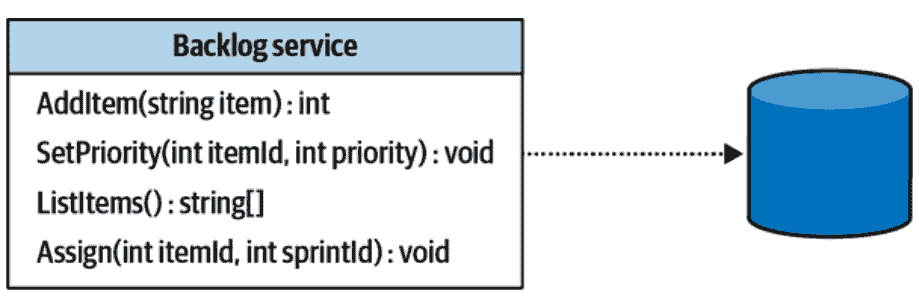 Backlog service
AddItem(string item) : int
SetPriority(int itemId, int priority) : void
ListItems() : string[]
Assign(int itemId, int sprintId) : void